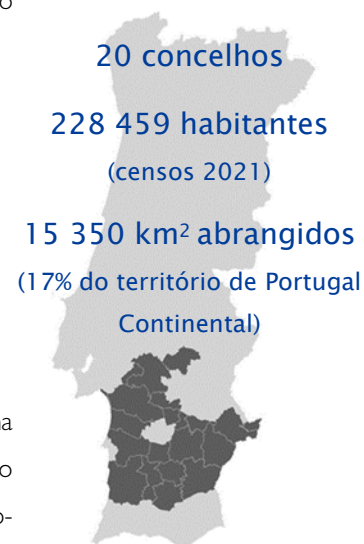 o
20 concelhos
228 459 habitantes
(censos 2021)
15 350 km² abrangidos
(17% do território de Portugal
Continental)
o
o-